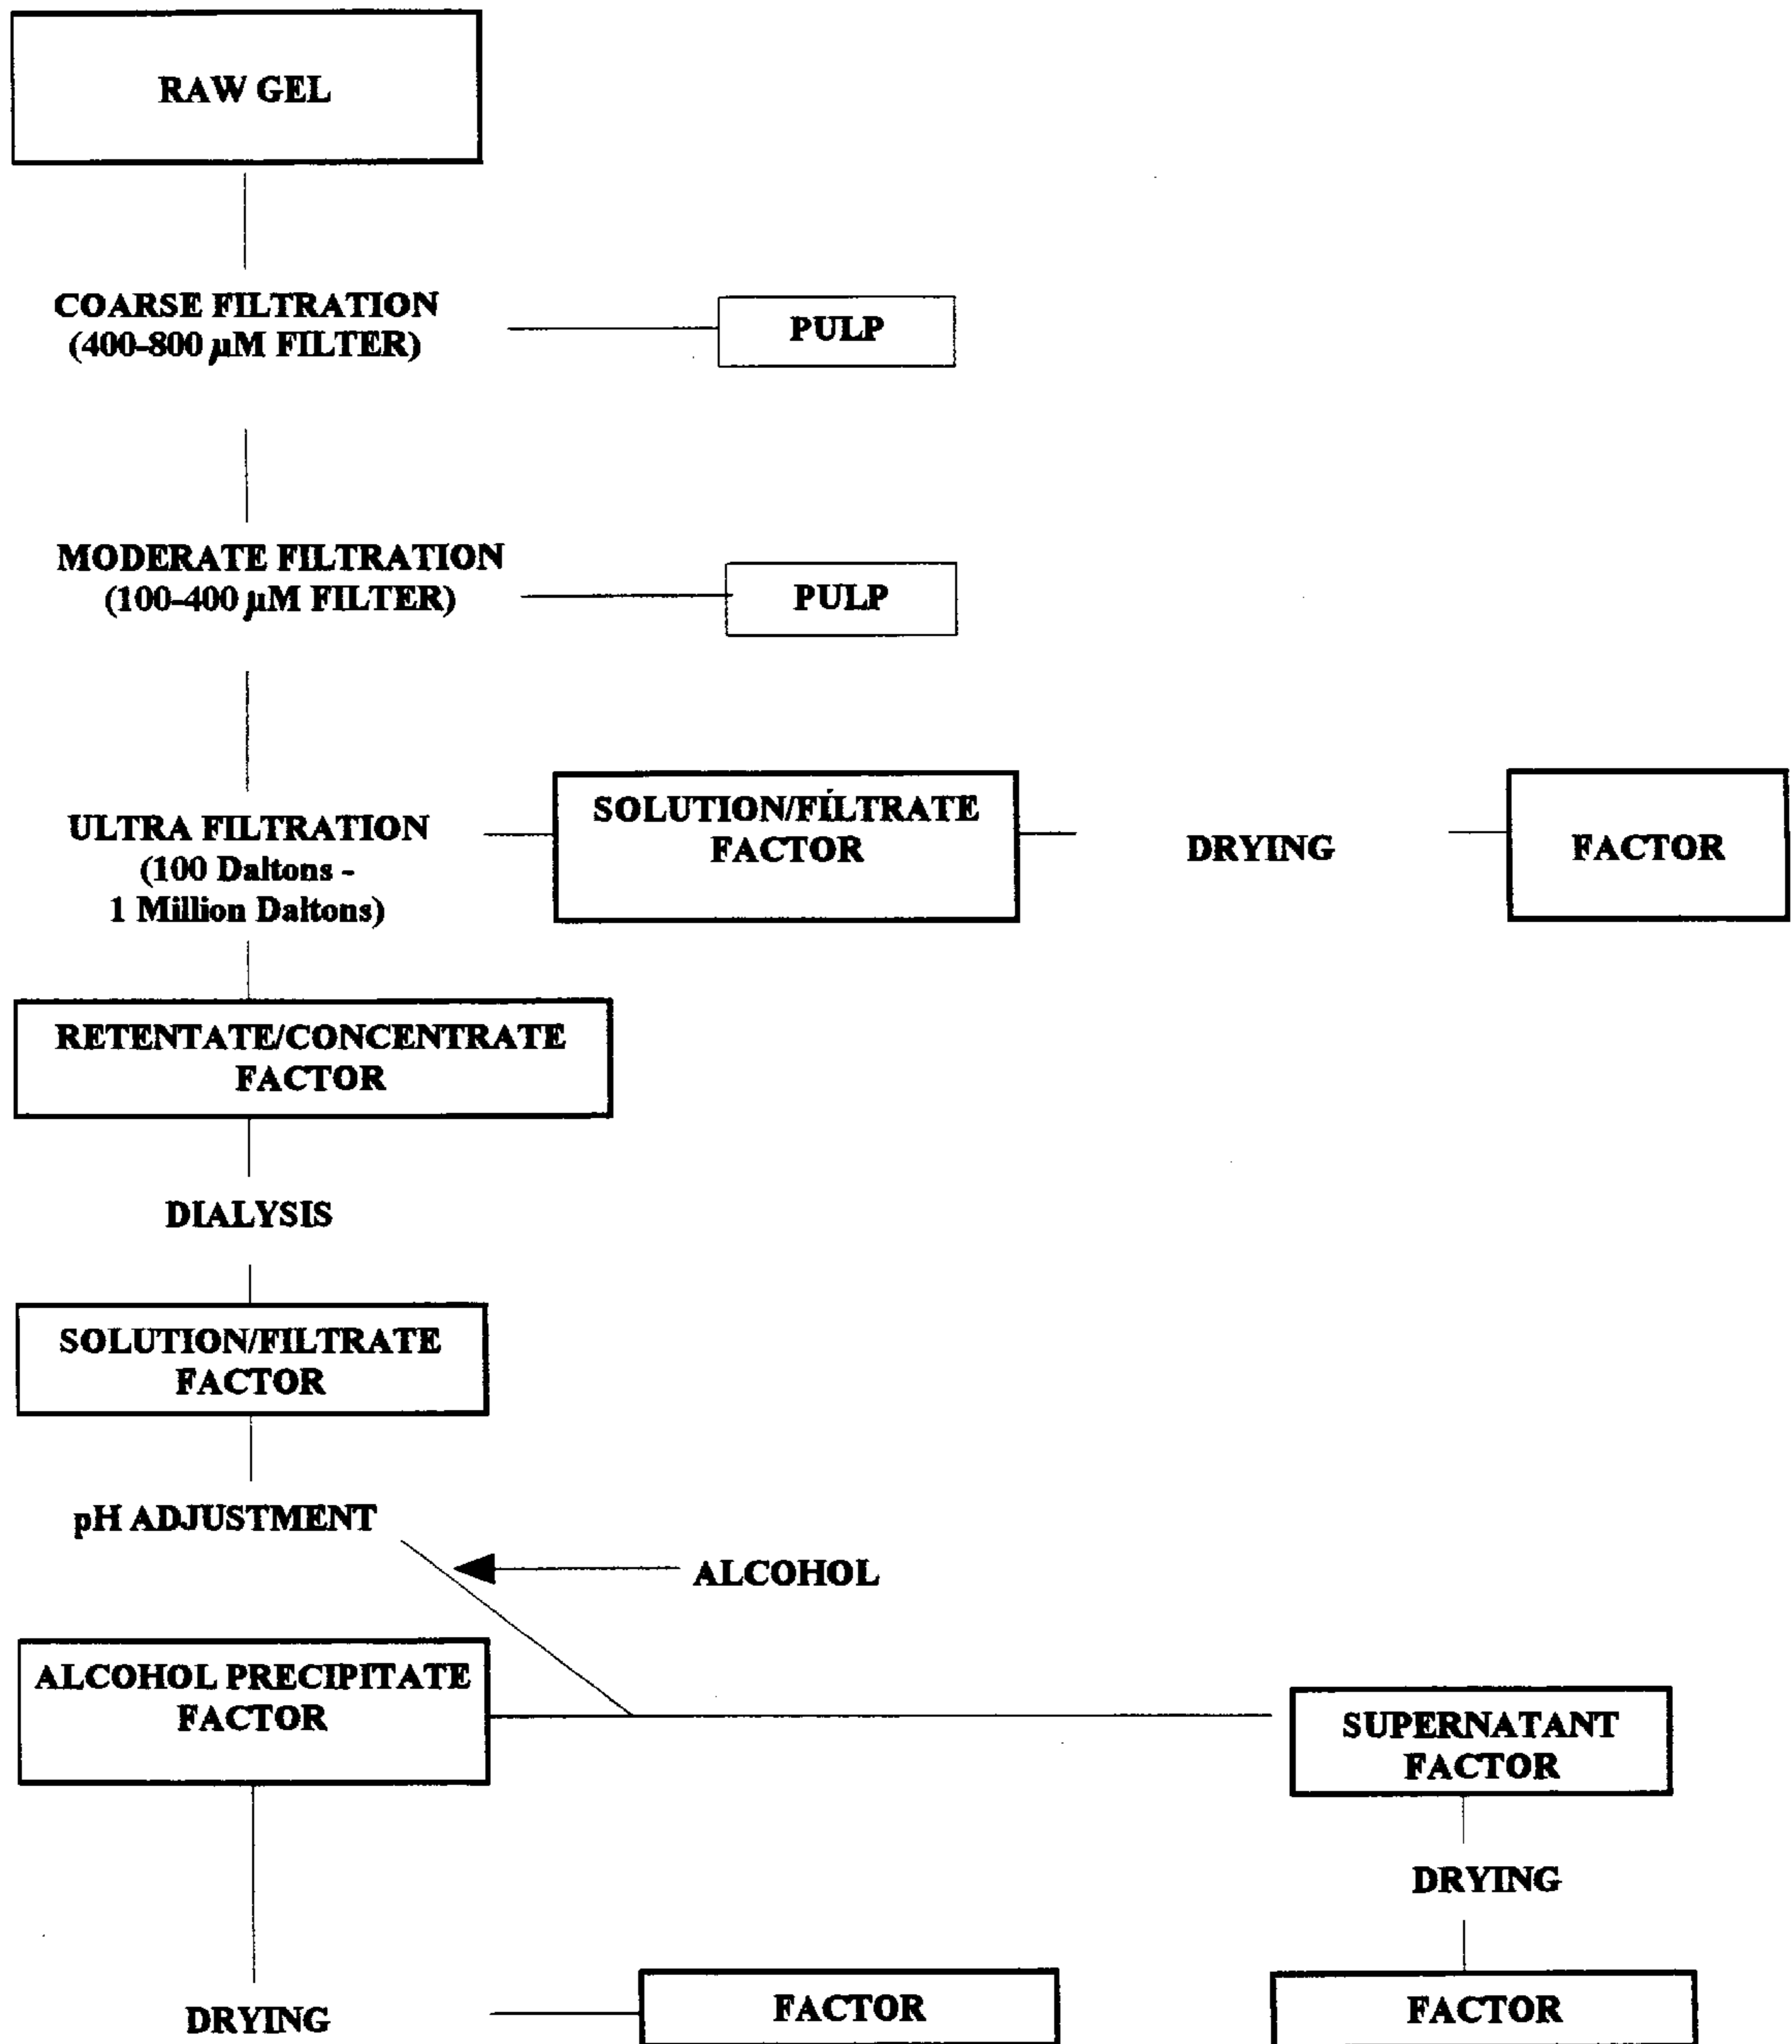 RAW GEL
COARSE FILTRATION
(400-800 µM FILTER)
PULP
MODERATE FILTRATION
(100-400 µM FILTER)
PULP
ULTRA FILTRATION
(100 Daltons -
1 Million Daltons)
SOLUTION/FILTRATE
FACTOR
DRYING
FACTOR
RETENTATE/CONCENTRATE
FACTOR
DIALYSIS
SOLUTION/FILTRATE
FACTOR
pH ADJUSTMENT
ALCOHOL
ALCOHOL PRECIPITATE
FACTOR
SUPERNATANT
FACTOR
DRYING
DRYING
FACTOR
FACTOR